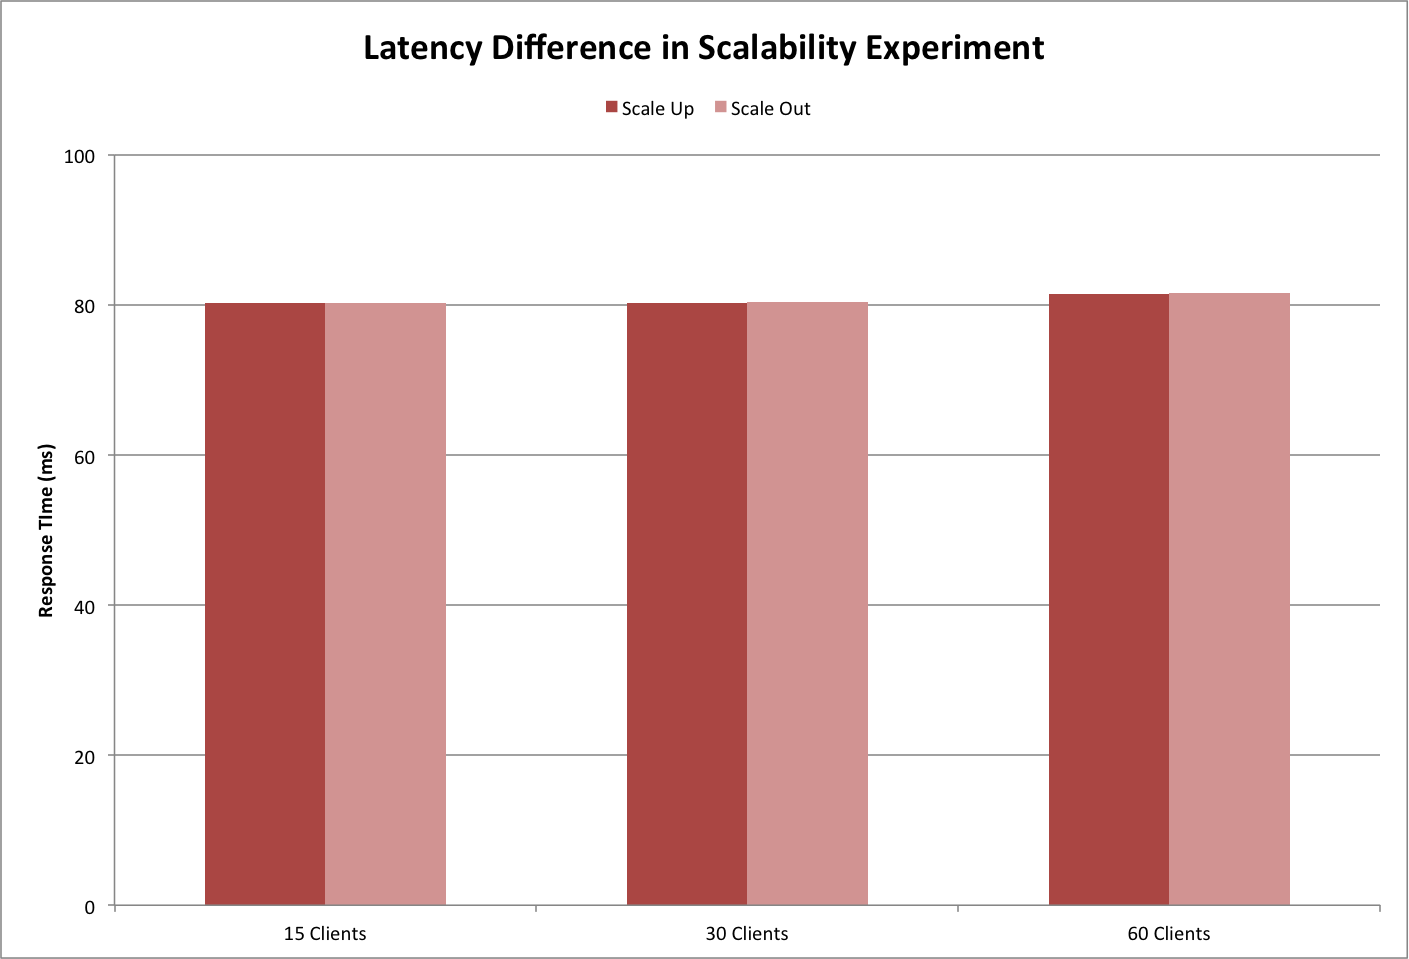 Latency Difference in Scalability Experiment
Scale Up Scale Out
100
80
60
40
20
0
Response TIme (ms)
15 Clients 30 Clients 60 Clients